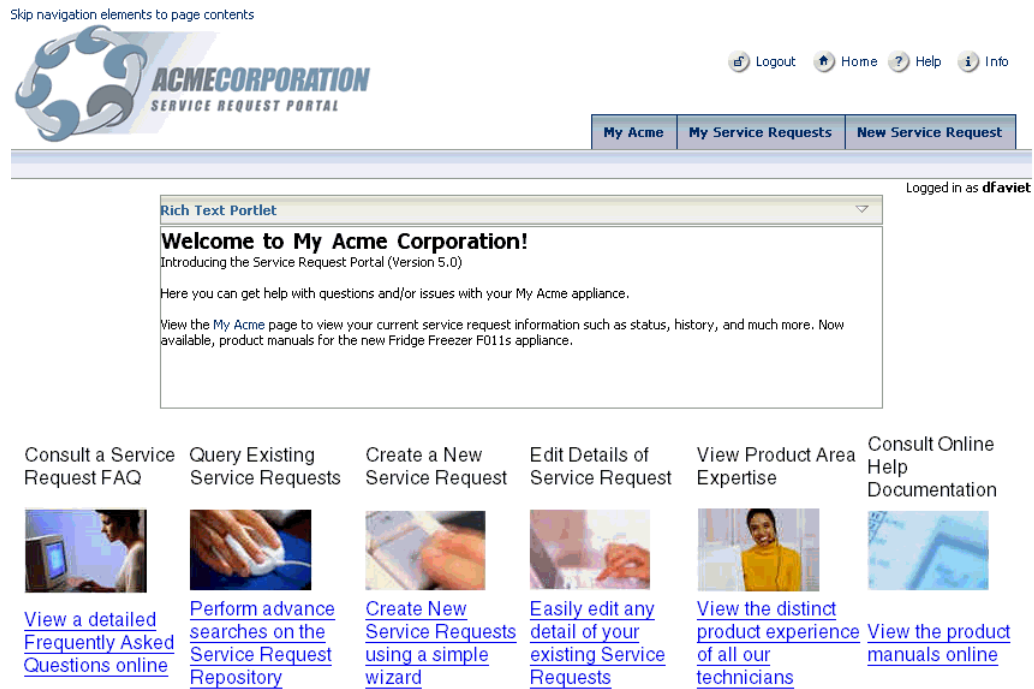 Skip navigation elements to page contents
ACMECORPORATION
SERVICE REQUEST PORTAL
Logout Home Help Info
My Acme My Service Requests New Service Request
Logged in as dfaviet
Rich Text Portlet
Welcome to My Acme Corporation!
Introducing the Service Request Portal (Version 5.0)
Here you can get help with questions and/or issues with your My Acme appliance.
View the My Acme page to view your current service request information such as status, history, and much more. Now
available, product manuals for the new Fridge Freezer F011s appliance.
Consult a Service
Request FAQ
Query Existing
Service Requests
Create a New
Service Request
Edit Details of
Service Request
View Product Area
Expertise
Consult Online
Help
Documentation
View a detailed
Frequently Asked
Questions online
Perform advance
searches on the
Service Request
Repository
Create New
Service Requests
using a simple
wizard
Easily edit any
detail of your
existing Service
Requests
View the distinct
product experience
of all our
technicians
View the product
manuals online